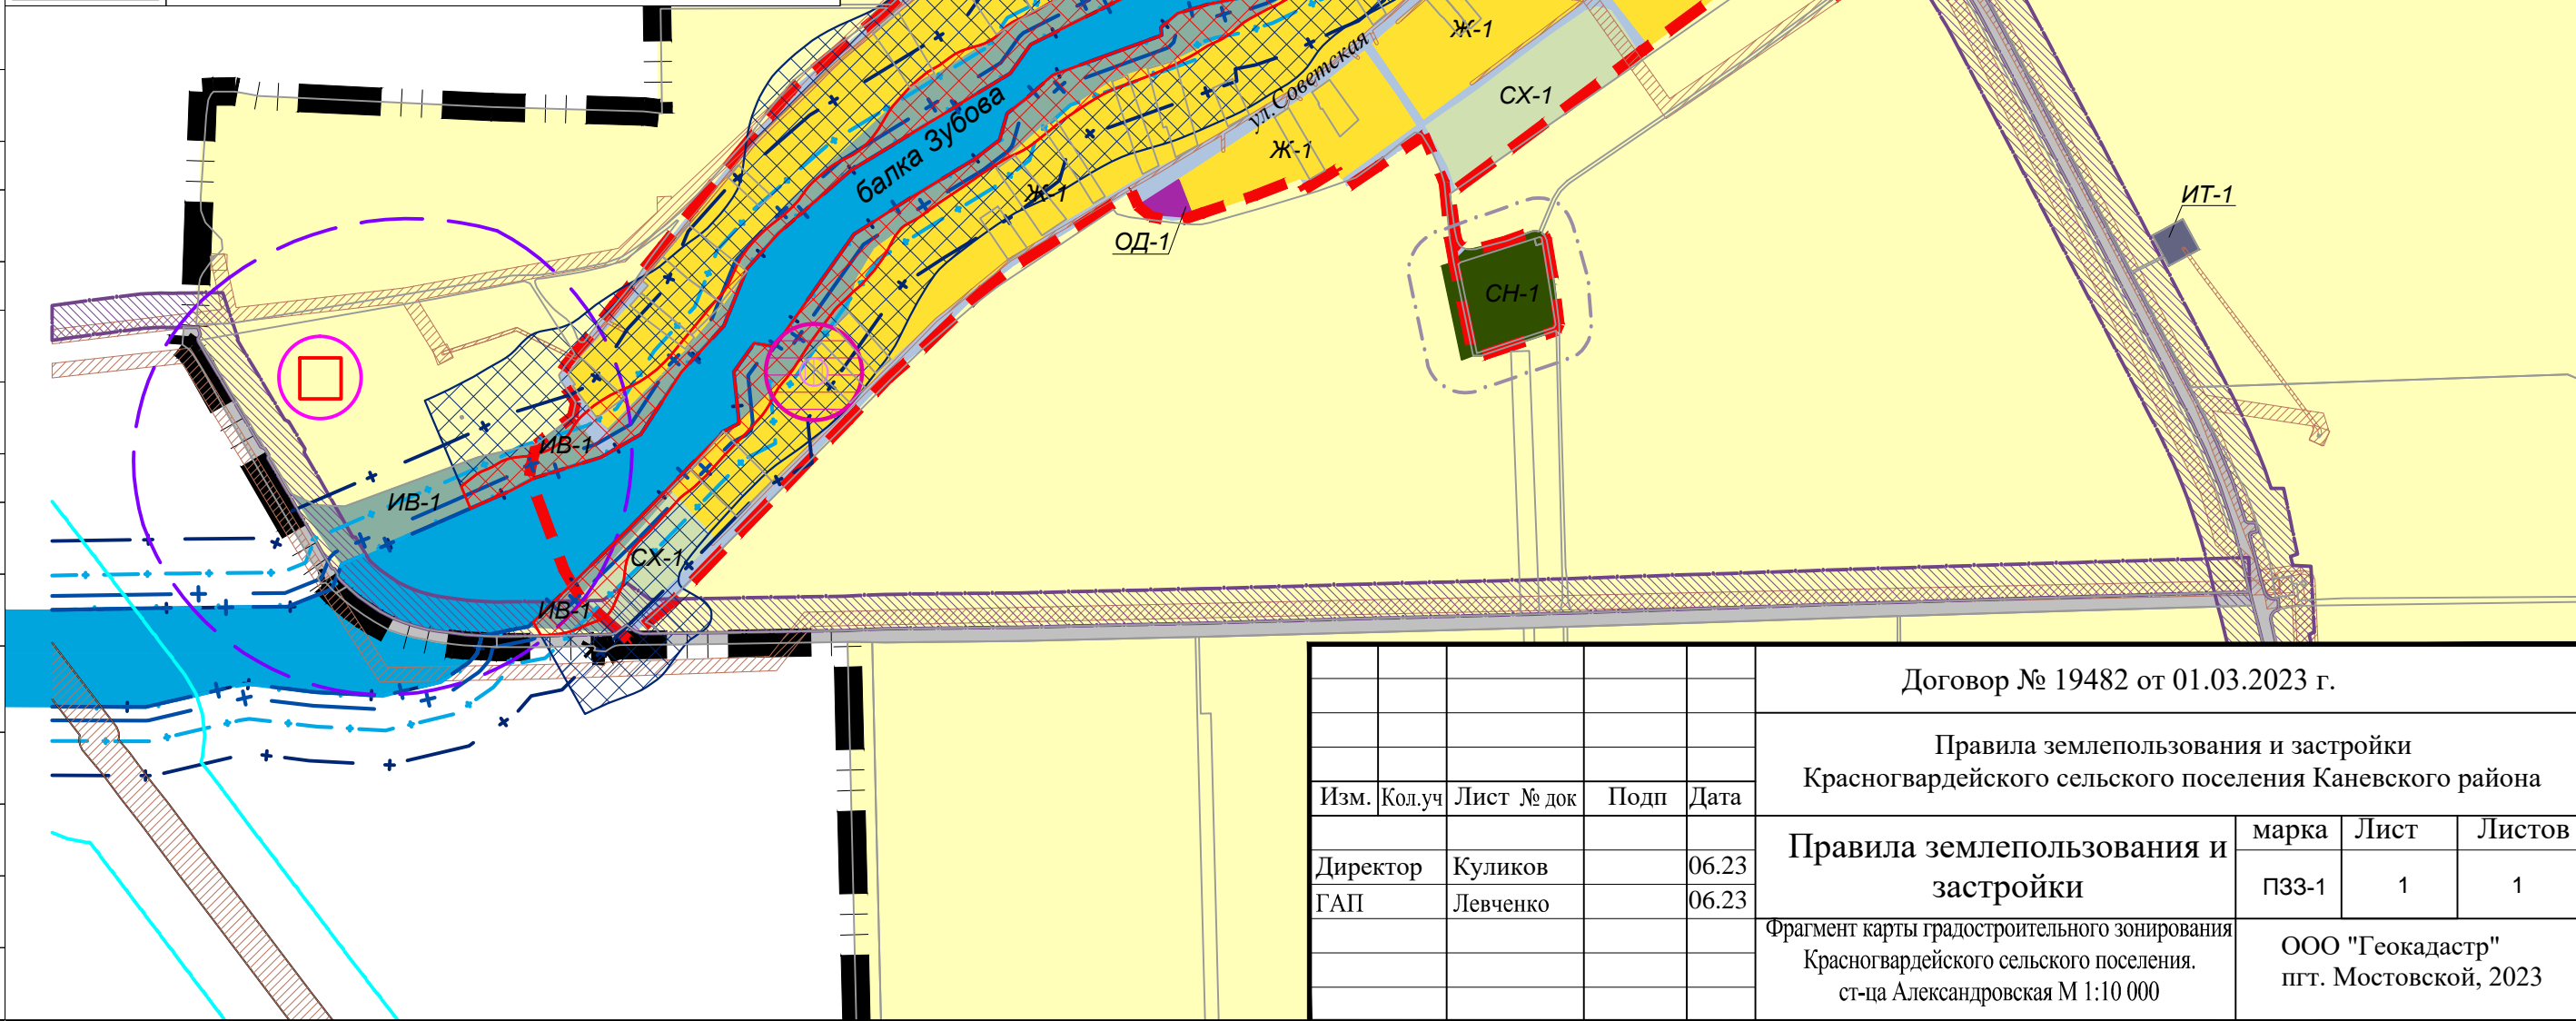 Ж-1
ул. Советская
СХ-1
балка Зубова
Ж-1
Ж-1
ИТ-1
ОД-1
СН-1
ИВ-1
ИВ-1
СХ-1
ИВ-1
Договор № 19482 от 01.03.2023 г.
Правила землепользования и застройки
Красногвардейского сельского поселения Каневского района
Изм. Кол.уч Лист № док Подп Дата
Правила землепользования и
застройки
марка Лист Листов
ПЗЗ-1 1 1
Директор Куликов 06.23
ГАП Левченко 06.23
Фрагмент карты градостроительного зонирования
Красногвардейского сельского поселения.
ст-ца Александровская М 1:10 000
ООО "Геокадастр"
пгт. Мостовской, 2023